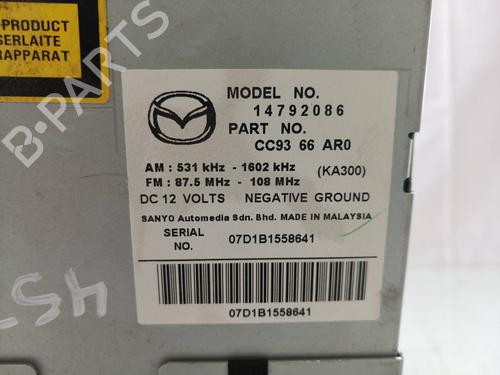 PRODUCT
SERLAITE
RAPPARAT
MODEL NO.
14792086
PART NO.
CC93 66 AR0
AM : 531 kHz - 1602 kHz (KA300)
FM : 87.5 MHz - 108 MHz
DC 12 VOLTS NEGATIVE GROUND
SANYO Automedia Sdn. Bhd. MADE IN MALAYSIA
SERIAL NO. 07D1B1558641
07D1B1558641
B-Parts